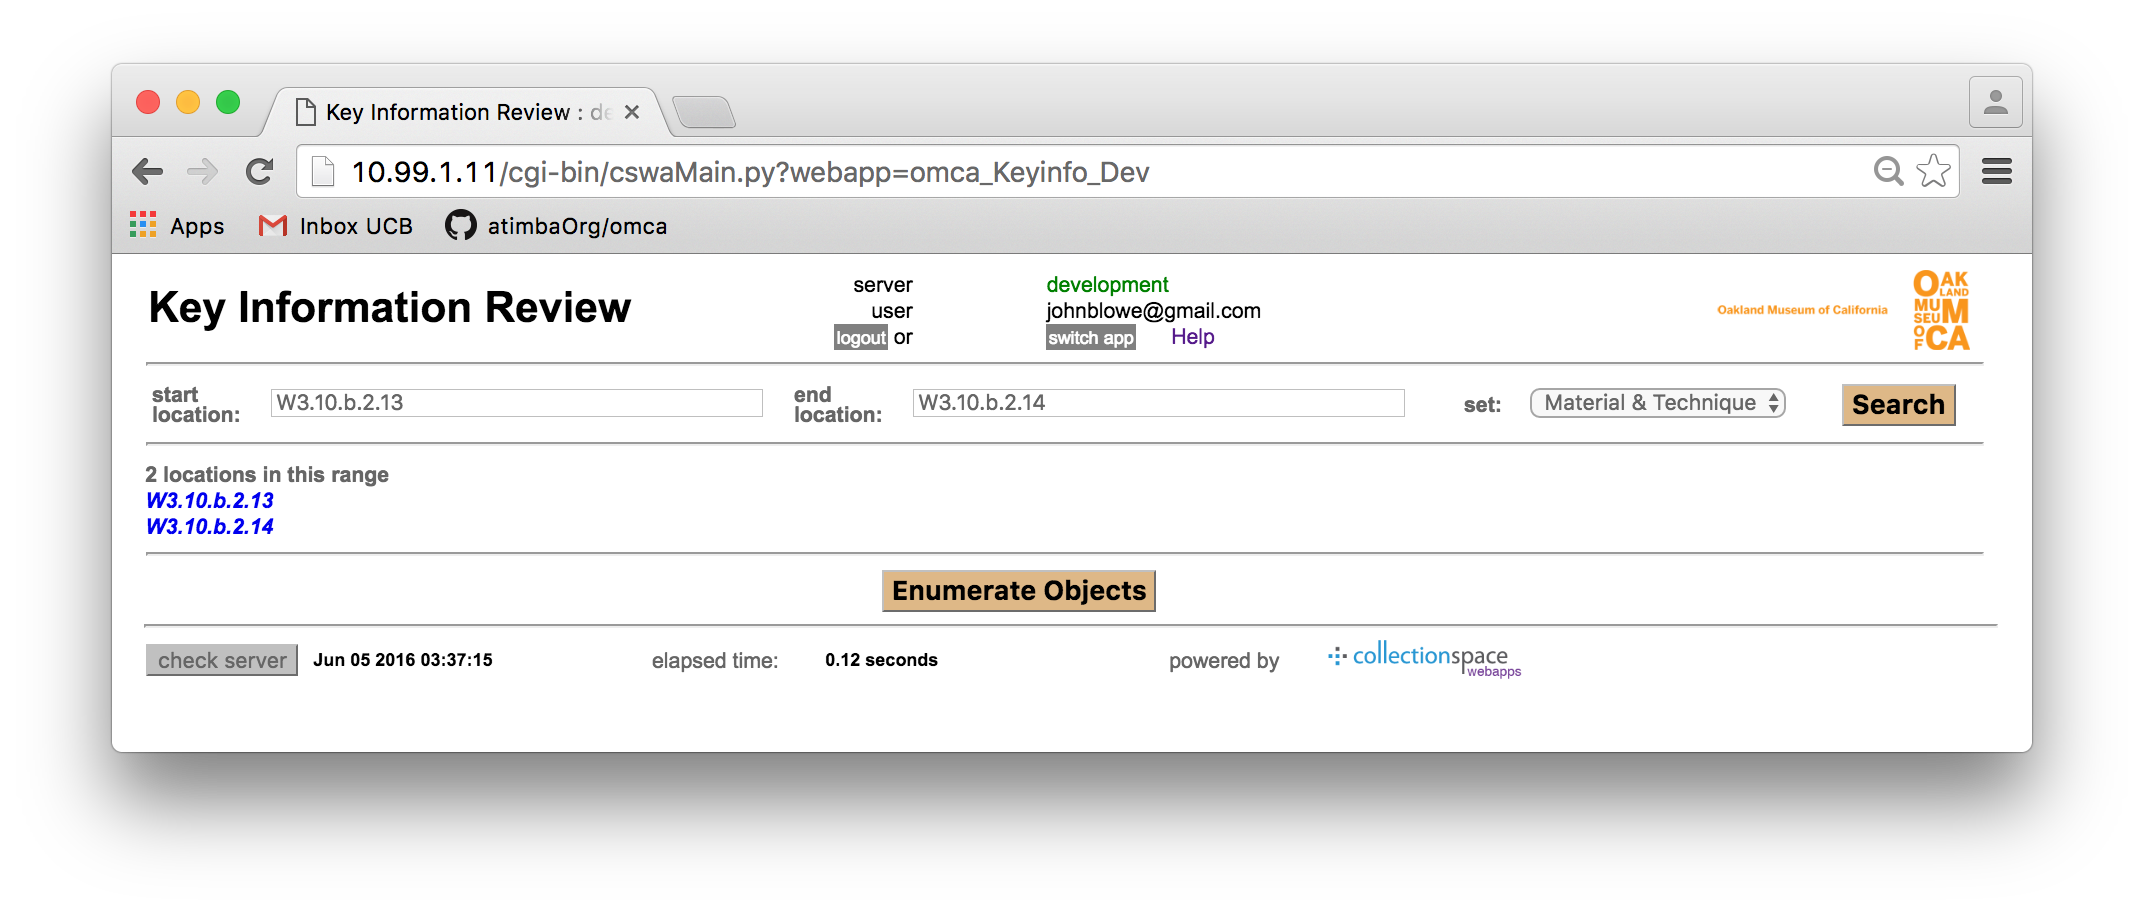 Key Information Review : de
10.99.1.11/cgi-bin/cswaMain.py?webapp=omca_Keyinfo_Dev
Apps Inbox UCB atimbaOrg/omca
Key Information Review
server development
user johnblowe@gmail.com
logout or switch app Help
Oakland Museum of California
OAK
LAND
MU
SEUM
OF
CA
start location: W3.10.b.2.13 end location: W3.10.b.2.14 set: Material & Technique Search
2 locations in this range
W3.10.b.2.13
W3.10.b.2.14
Enumerate Objects
check server Jun 05 2016 03:37:15 elapsed time: 0.12 seconds powered by collectionspace
webapps